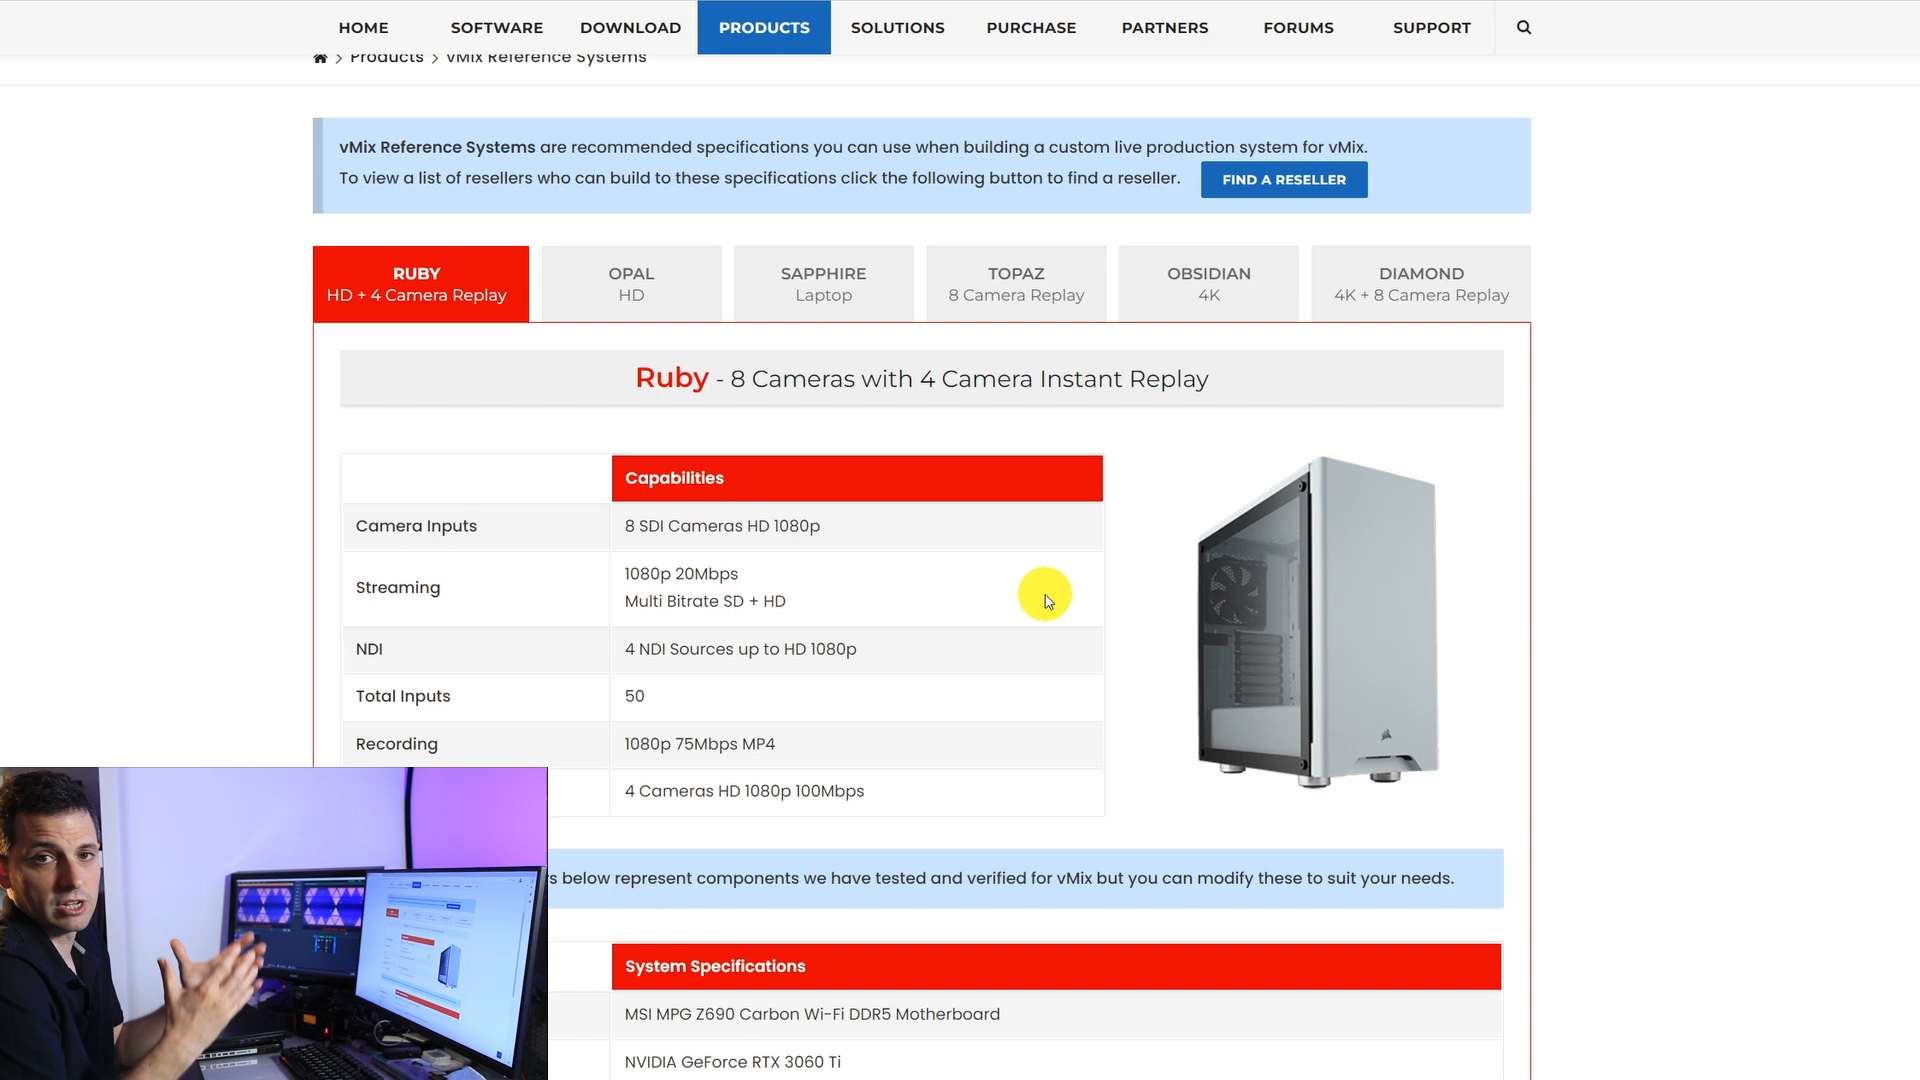 HOME SOFTWARE DOWNLOAD PRODUCTS SOLUTIONS PURCHASE PARTNERS FORUMS SUPPORT
Products > vMix Reference Systems
vMix Reference Systems are recommended specifications you can use when building a custom live production system for vMix.
To view a list of resellers who can build to these specifications click the following button to find a reseller. FIND A RESELLER
RUBY
HD + 4 Camera Replay
OPAL
HD
SAPPHIRE
Laptop
TOPAZ
8 Camera Replay
OBSIDIAN
4K
DIAMOND
4K + 8 Camera Replay
Ruby - 8 Cameras with 4 Camera Instant Replay
Capabilities
Camera Inputs 8 SDI Cameras HD 1080p
Streaming 1080p 20Mbps
Multi Bitrate SD + HD
NDI 4 NDI Sources up to HD 1080p
Total Inputs 50
Recording 1080p 75Mbps MP4
4 Cameras HD 1080p 100Mbps
below represent components we have tested and verified for vMix but you can modify these to suit your needs.
System Specifications
MSI MPG Z690 Carbon Wi-Fi DDR5 Motherboard
NVIDIA GeForce RTX 3060 Ti